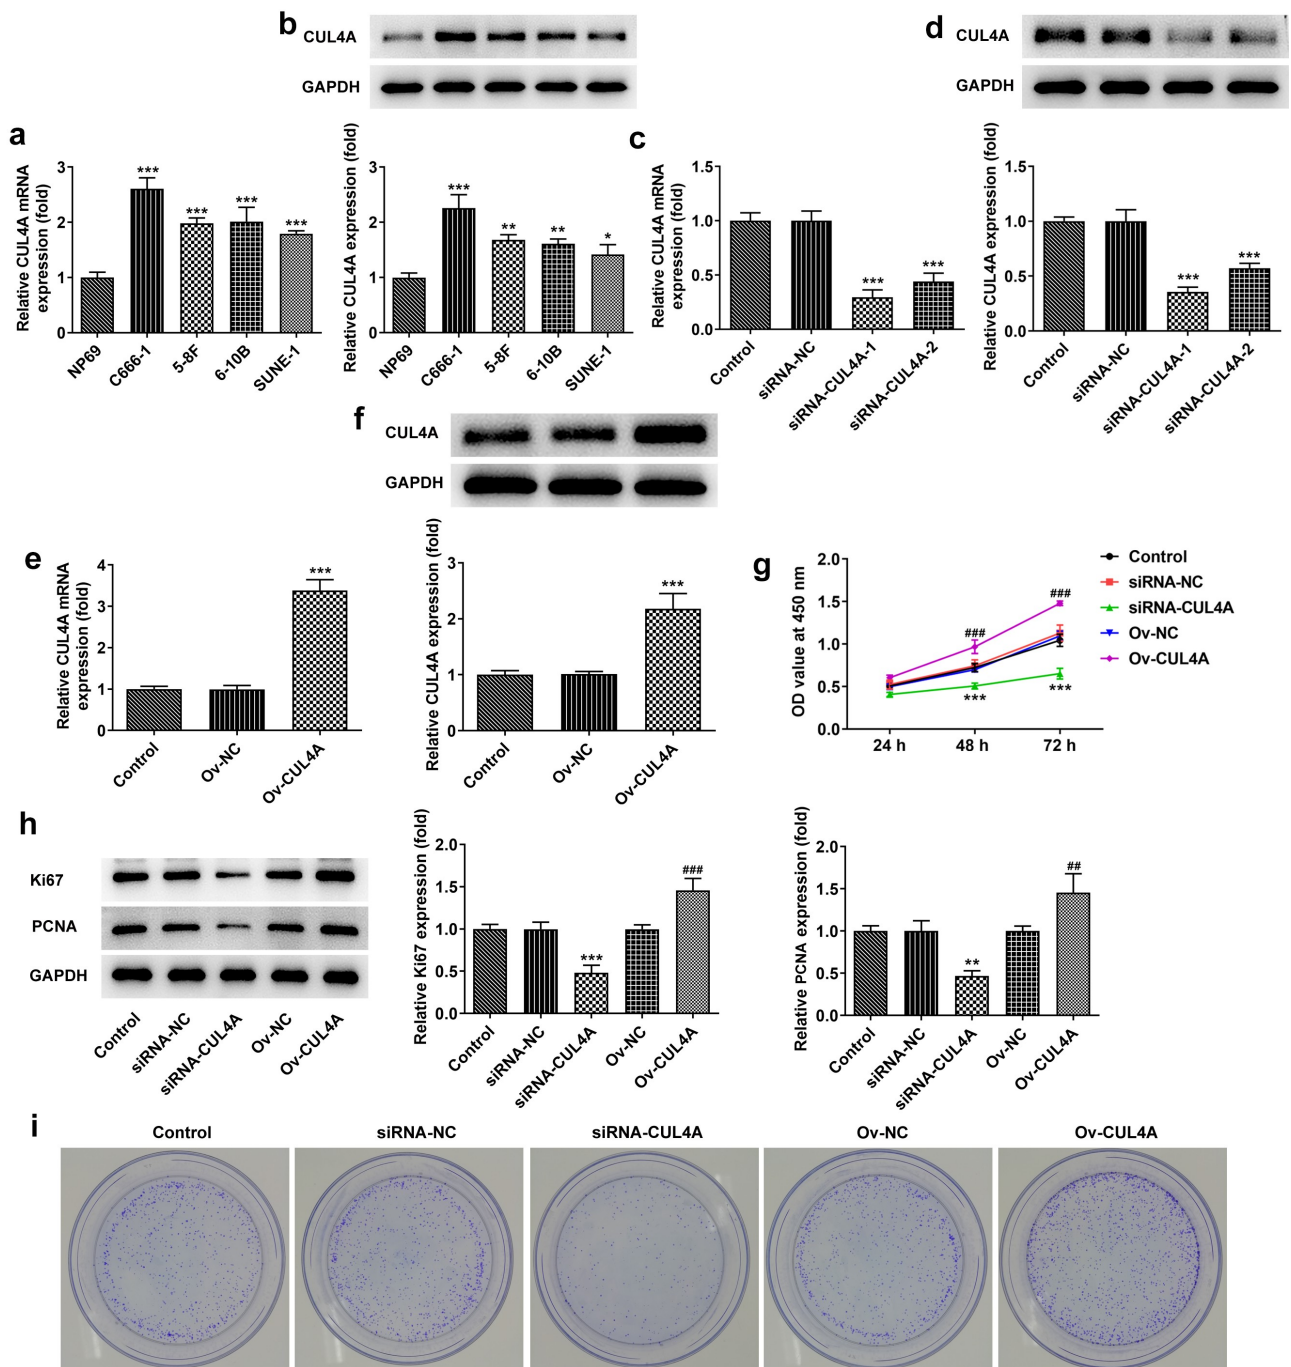 b
CUL4A
GAPDH
d
CUL4A
GAPDH
a
Relative CUL4A mRNA
expression (fold)
3
2
1
0
***
***
***
***
NP69
C666-1
5-8F
6-10B
SUNE-1
Relative CUL4A expression (fold)
3
2
1
0
***
**
**
*
NP69
C666-1
5-8F
6-10B
SUNE-1
c
Relative CUL4A mRNA
expression (fold)
1.5
1.0
0.5
0.0
***
***
Control
siRNA-NC
siRNA-CUL4A-1
siRNA-CUL4A-2
Relative CUL4A expression (fold)
1.5
1.0
0.5
0.0
***
***
Control
siRNA-NC
siRNA-CUL4A-1
siRNA-CUL4A-2
f
CUL4A
GAPDH
e
Relative CUL4A mRNA
expression (fold)
4
3
2
1
0
***
Control
Ov-NC
Ov-CUL4A
Relative CUL4A expression (fold)
3
2
1
0
***
Control
Ov-NC
Ov-CUL4A
g
OD value at 450 nm
2.0
1.5
1.0
0.5
0.0
###
###
***
***
24 h
48 h
72 h
Control
siRNA-NC
siRNA-CUL4A
Ov-NC
Ov-CUL4A
h
Ki67
PCNA
GAPDH
Control
siRNA-NC
siRNA-CUL4A
Ov-NC
Ov-CUL4A
Relative Ki67 expression (fold)
2.0
1.5
1.0
0.5
0.0
***
###
Control
siRNA-NC
siRNA-CUL4A
Ov-NC
Ov-CUL4A
Relative PCNA expression (fold)
2.0
1.5
1.0
0.5
0.0
**
##
Control
siRNA-NC
siRNA-CUL4A
Ov-NC
Ov-CUL4A
i
Control
siRNA-NC
siRNA-CUL4A
Ov-NC
Ov-CUL4A